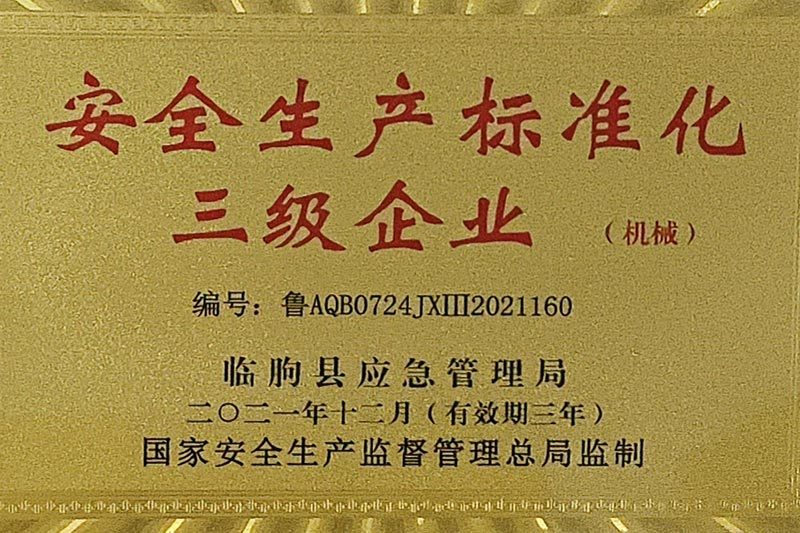 安全生产标准化
三级企业（机械）
编号：鲁AQB0724JXⅢ2021160
临朐县应急管理局
二〇二一年十二月（有效期三年）
国家安全生产监督管理总局监制